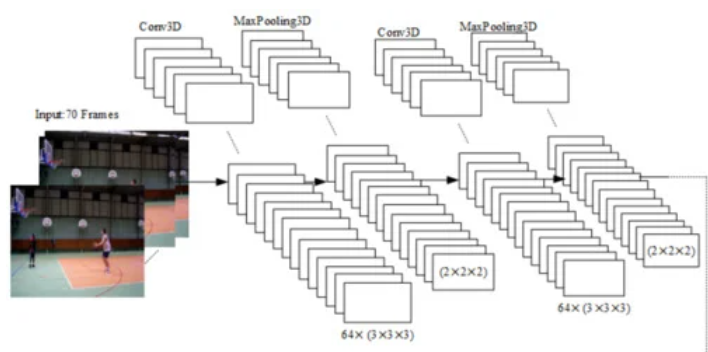 Conv3D
MaxPooling3D
Conv3D
MaxPooling3D
Input:70 Frames
(2×2×2)
(2×2×2)
64×(3×3×3)
64×(3×3×3)